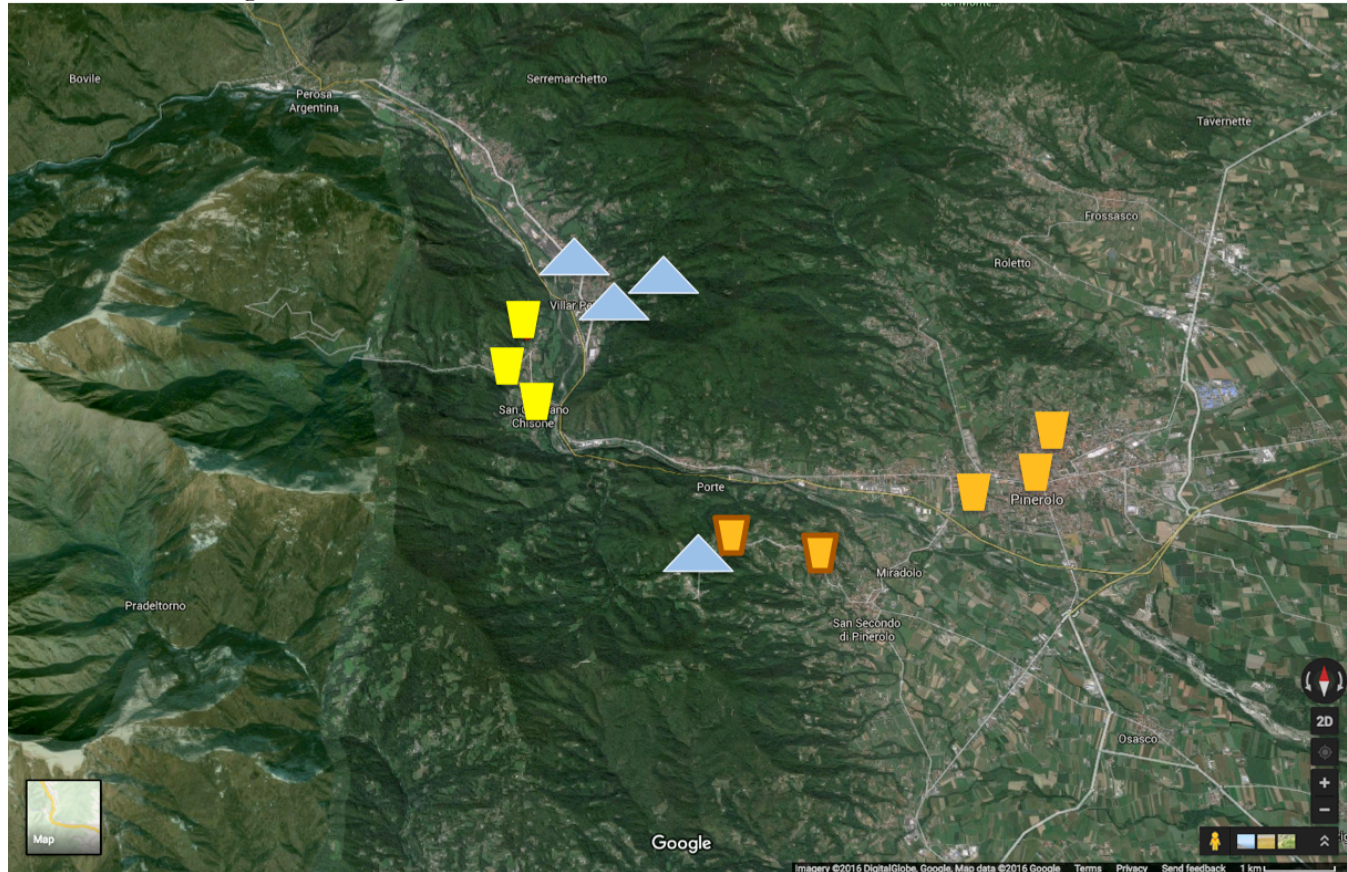 Bovile
Serremarchetto
Perosa
Argentina
Tavernette
Frossasco
Roletto
Villar Pe
Chisone
Porte
Pinerolo
Miradolo
Pradeltorno
San Secondo
di Pinerolo
2D
Osasco
+
−
Map
Google
Imagery ©2016 DigitalGlobe, Google, Map data ©2016 Google Terms Privacy Send feedback 1 km